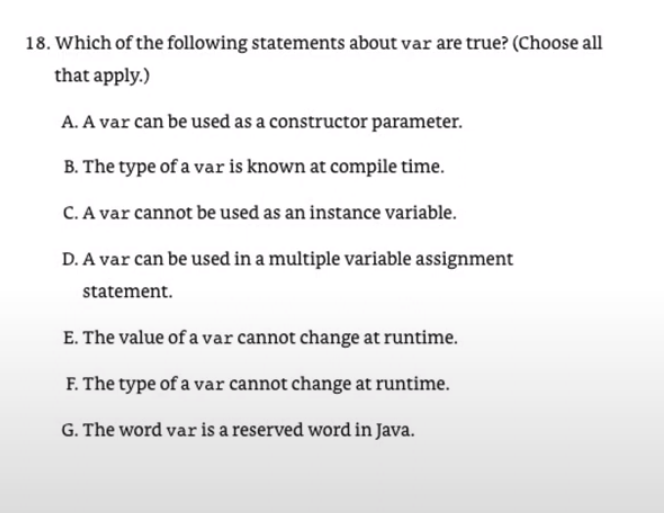 18. Which of the following statements about var are true? (Choose all
that apply.)
A. A var can be used as a constructor parameter.
B. The type of a var is known at compile time.
C. A var cannot be used as an instance variable.
D. A var can be used in a multiple variable assignment
statement.
E. The value of a var cannot change at runtime.
F. The type of a var cannot change at runtime.
G. The word var is a reserved word in Java.